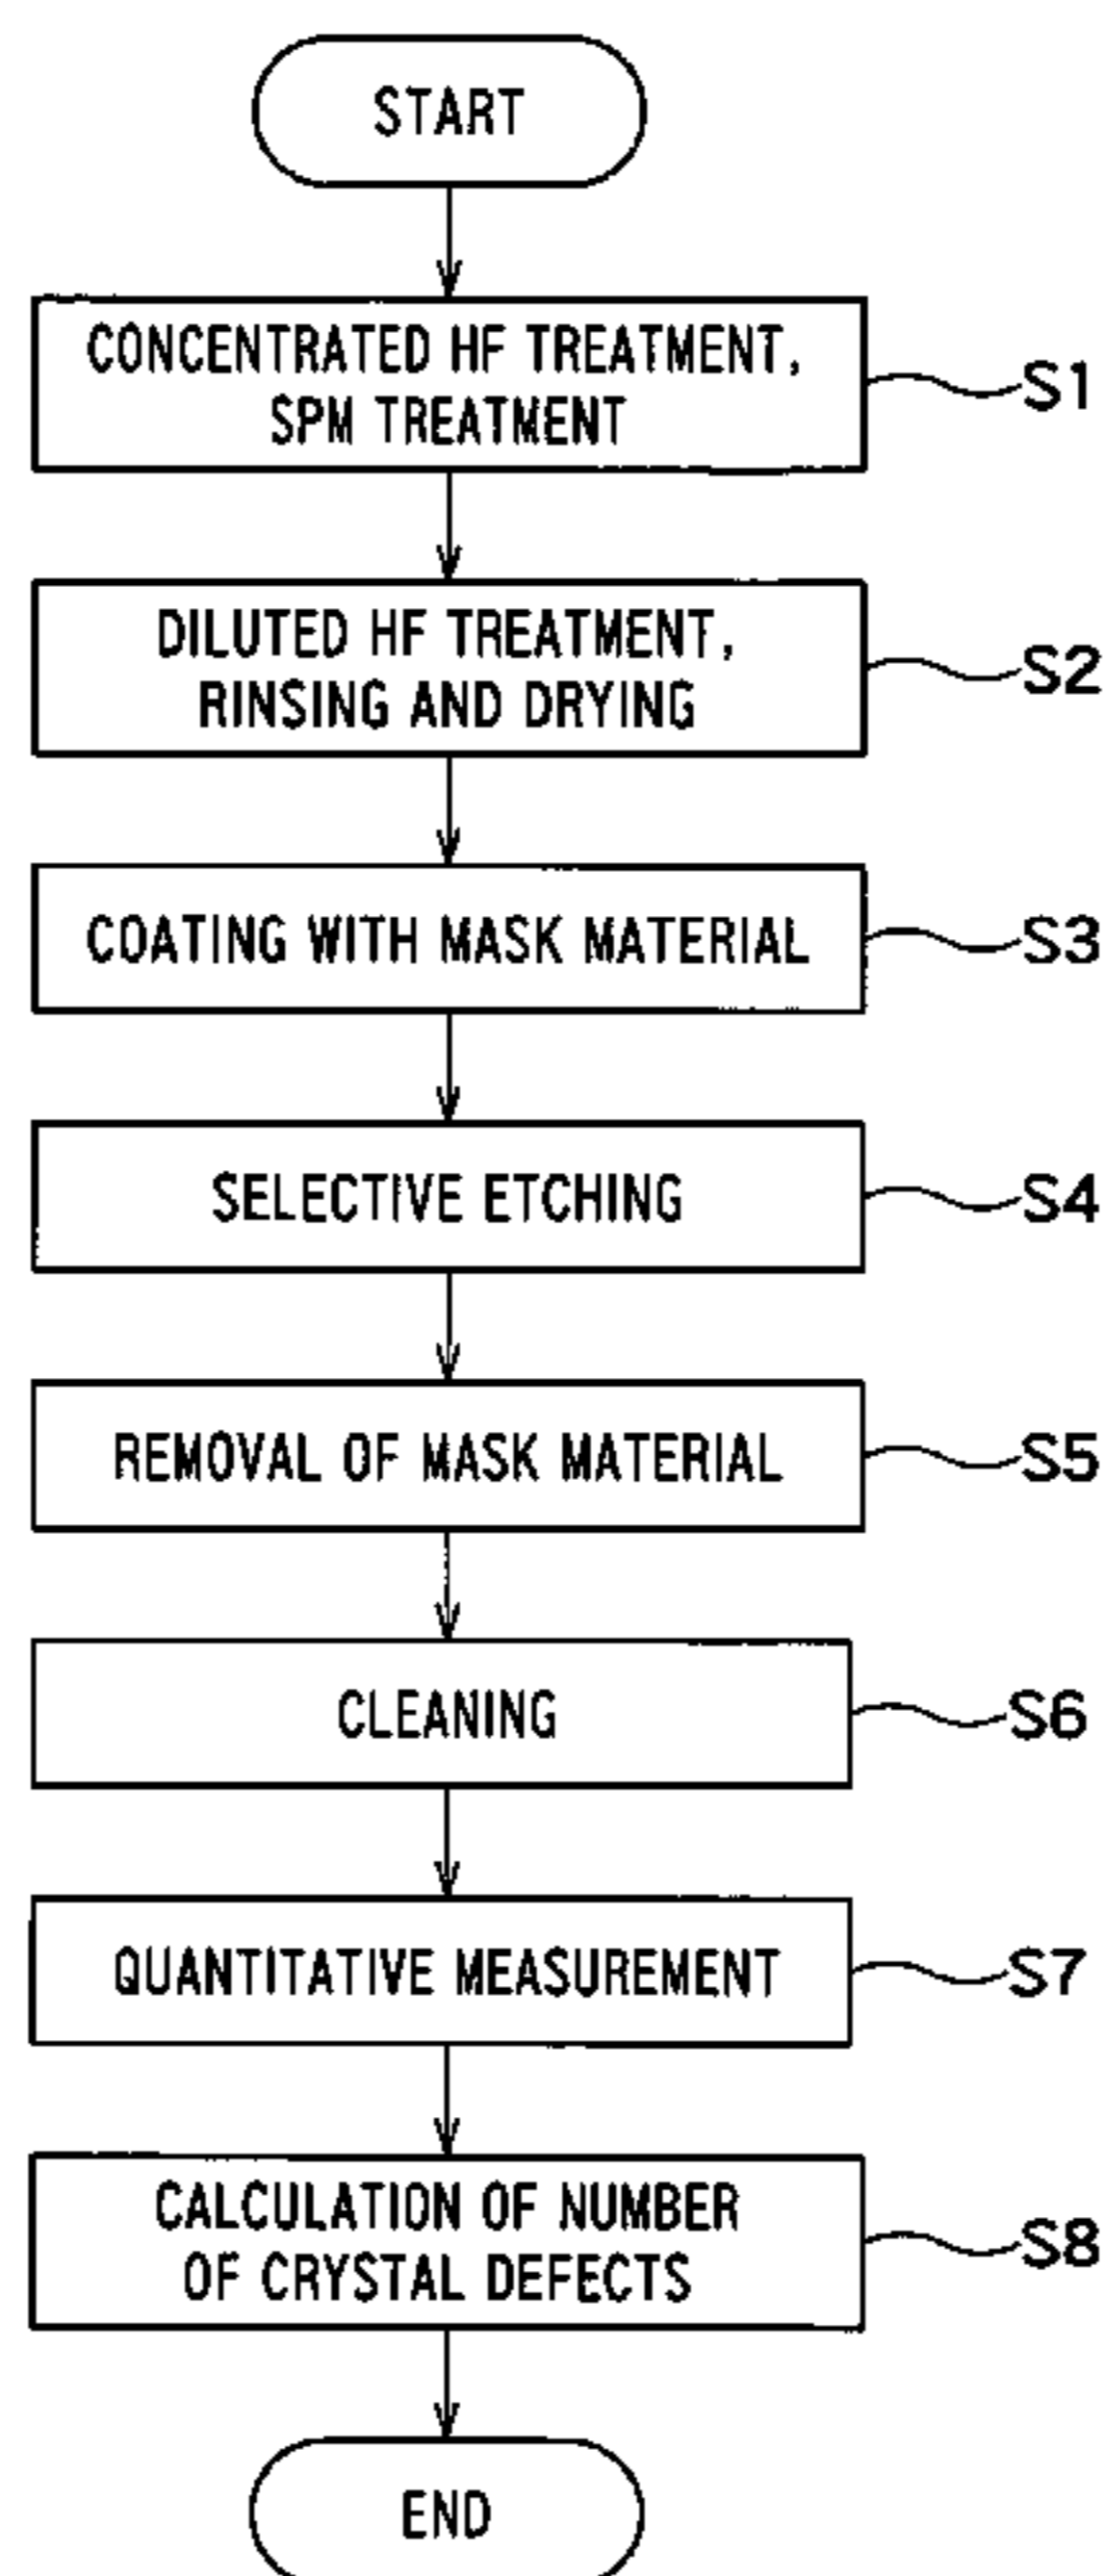 START
CONCENTRATED HF TREATMENT,
SPM TREATMENT
S1
DILUTED HF TREATMENT,
RINSING AND DRYING
S2
COATING WITH MASK MATERIAL
S3
SELECTIVE ETCHING
S4
REMOVAL OF MASK MATERIAL
S5
CLEANING
S6
QUANTITATIVE MEASUREMENT
S7
CALCULATION OF NUMBER
OF CRYSTAL DEFECTS
S8
END